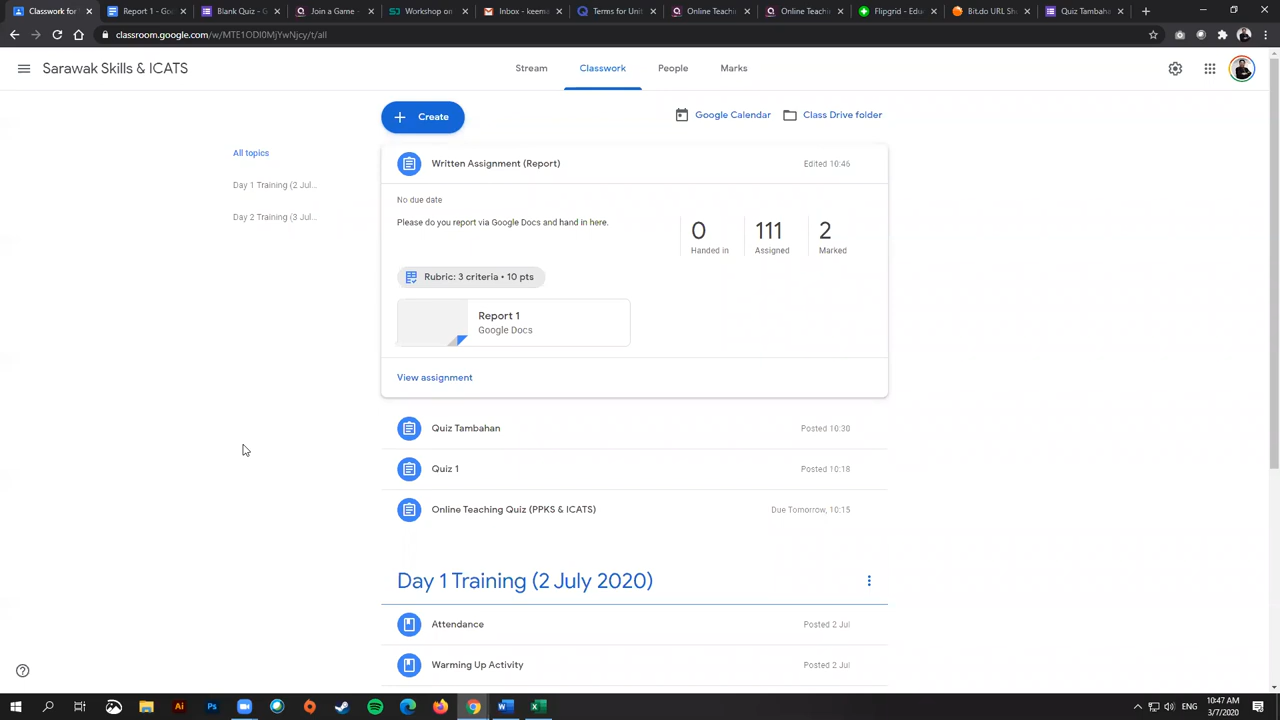 Classroom for
Report 1 - Goo
Blank Quiz - G
Join a Game -
Workshop on
Inbox - keem
Terms for Uni
Online Teachi
Online Teachi
Flipgrid - Edu
Bit.do URL Sh
Quiz Tambaha
classroom.google.com/w/MTE1ODI0MjYwNjcy/t/all
Sarawak Skills & ICATS
Stream
Classwork
People
Marks
Create
Google Calendar
Class Drive folder
All topics
Day 1 Training (2 Jul...
Day 2 Training (3 Jul...
Written Assignment (Report)
Edited 10:46
No due date
Please do you report via Google Docs and hand in here.
0
Handed in
111
Assigned
2
Marked
Rubric: 3 criteria • 10 pts
Report 1
Google Docs
View assignment
Quiz Tambahan
Posted 10:30
Quiz 1
Posted 10:18
Online Teaching Quiz (PPKS & ICATS)
Due Tomorrow, 10:15
Day 1 Training (2 July 2020)
Attendance
Posted 2 Jul
Warming Up Activity
Posted 2 Jul
ENG
10:47 AM
3/7/2020